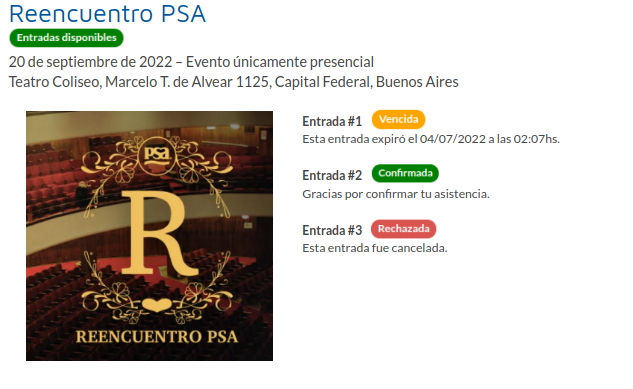 Reencuentro PSA
Entradas disponibles
20 de septiembre de 2022 – Evento únicamente presencial
Teatro Coliseo, Marcelo T. de Alvear 1125, Capital Federal, Buenos Aires
psa
R
REENCUENTRO PSA
Entrada #1 Vencida
Esta entrada expiró el 04/07/2022 a las 02:07hs.
Entrada #2 Confirmada
Gracias por confirmar tu asistencia.
Entrada #3 Rechazada
Esta entrada fue cancelada.